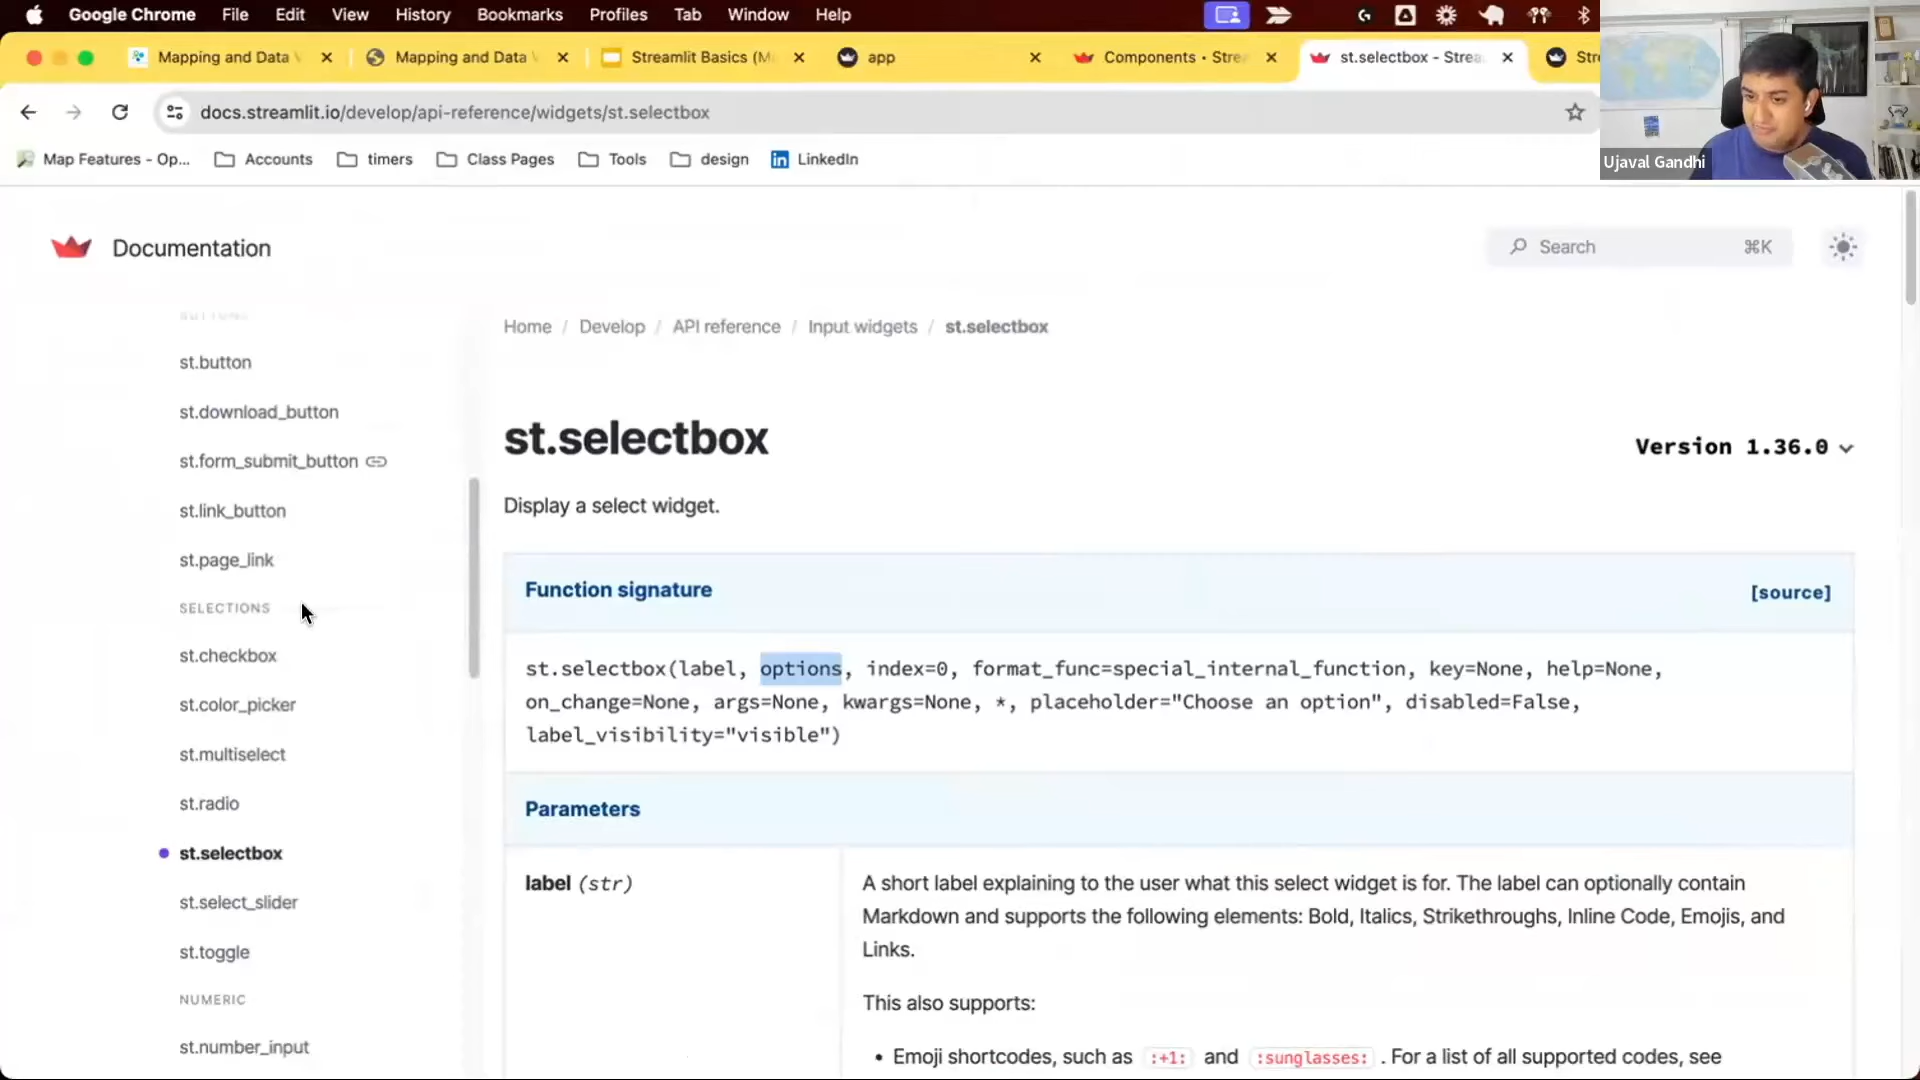 Google Chrome File Edit View History Bookmarks Profiles Tab Window Help
Mapping and Data V
Mapping and Data V
Streamlit Basics (M
app
Components • Strea
st.selectbox - Strea
Str
docs.streamlit.io/develop/api-reference/widgets/st.selectbox
Map Features - Op...
Accounts
timers
Class Pages
Tools
design
LinkedIn
Ujaval Gandhi
Documentation
Search ⌘K
BUTTONS
st.button
st.download_button
st.form_submit_button
st.link_button
st.page_link
SELECTIONS
st.checkbox
st.color_picker
st.multiselect
st.radio
st.selectbox
st.select_slider
st.toggle
NUMERIC
st.number_input
Home / Develop / API reference / Input widgets / st.selectbox
st.selectbox
Version 1.36.0
Display a select widget.
Function signature
[source]
st.selectbox(label, options, index=0, format_func=special_internal_function, key=None, help=None,
on_change=None, args=None, kwargs=None, *, placeholder="Choose an option", disabled=False,
label_visibility="visible")
Parameters
label (str)
A short label explaining to the user what this select widget is for. The label can optionally contain
Markdown and supports the following elements: Bold, Italics, Strikethroughs, Inline Code, Emojis, and
Links.
This also supports:
• Emoji shortcodes, such as :+1: and :sunglasses: . For a list of all supported codes, see